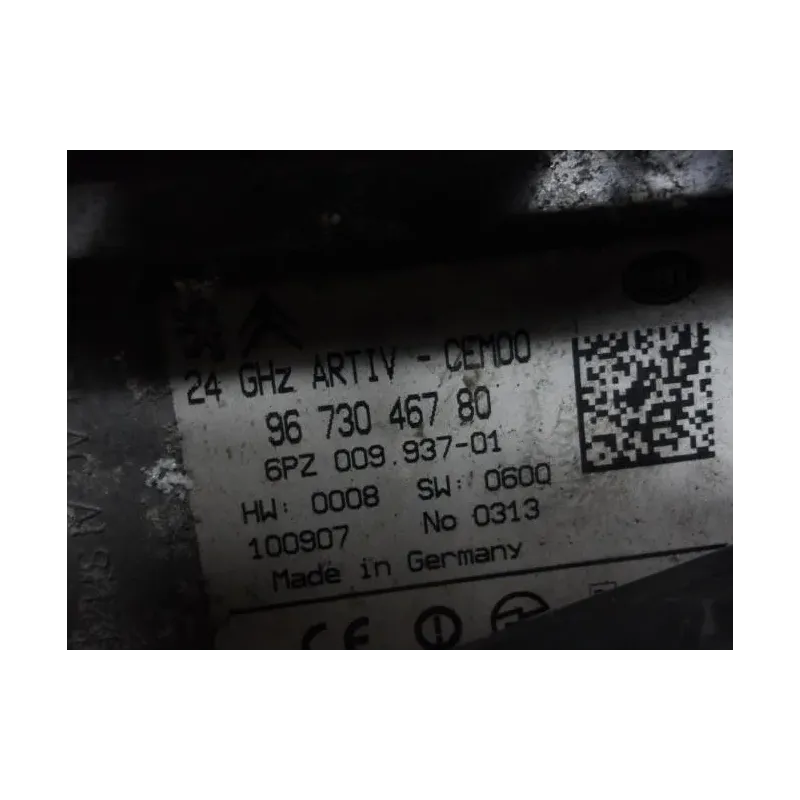 24 GHz ARTIV - CEM00
96 730 467 80
6PZ 009.937-01
HW: 0008 SW: 0600
100907 No 0313
Made in Germany
CE